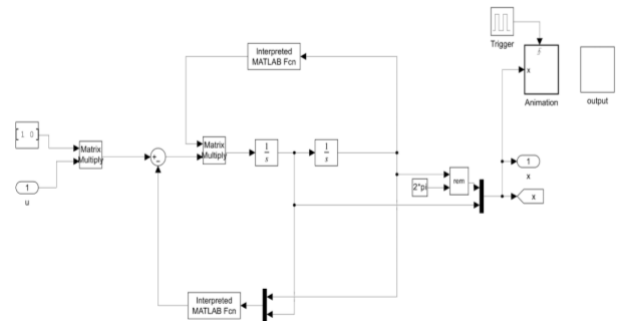 Trigger
Interpreted
MATLAB Fcn
x
Animation
output
[1 0]
Matrix
Multiply
+
-
Matrix
Multiply
1
s
1
s
1
u
2*pi
rem
1
x
x
Interpreted
MATLAB Fcn